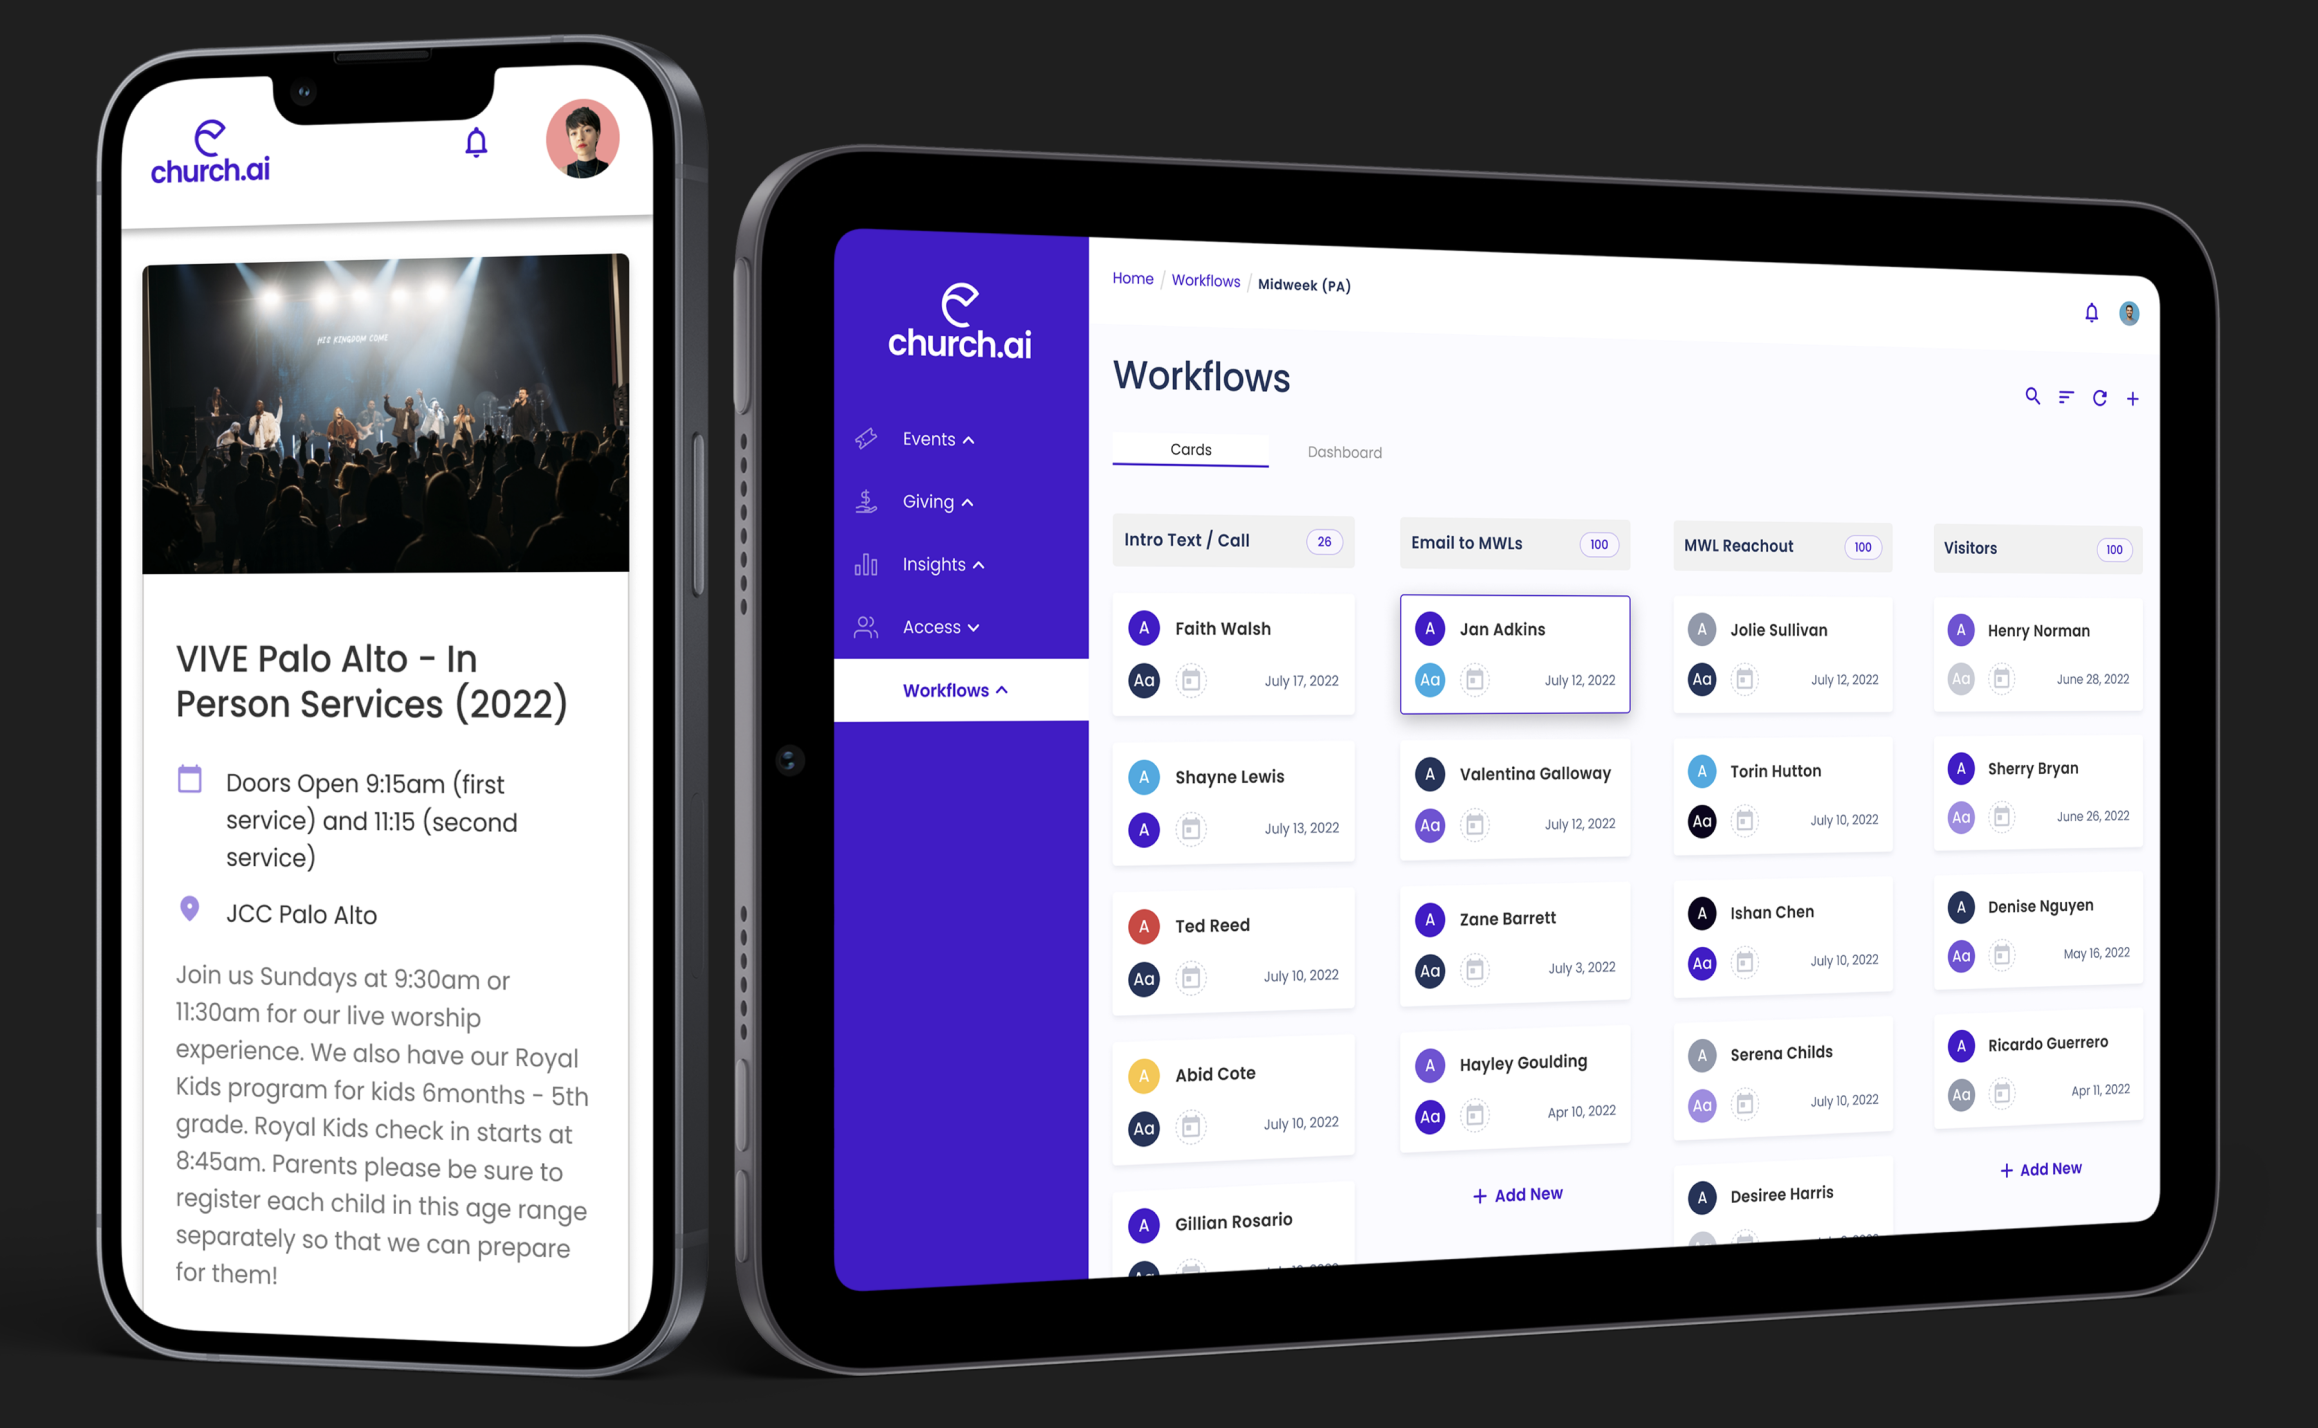 church.ai
HIS KINGDOM COME
VIVE Palo Alto - In
Person Services (2022)
Doors Open 9:15am (first
service) and 11:15 (second
service)
JCC Palo Alto
Join us Sundays at 9:30am or
11:30am for our live worship
experience. We also have our Royal
Kids program for kids 6months - 5th
grade. Royal Kids check in starts at
8:45am. Parents please be sure to
register each child in this age range
separately so that we can prepare
for them!
church.ai
Events
Giving
Insights
Access
Workflows
Home / Workflows / Midweek (PA)
Workflows
Cards
Dashboard
Intro Text / Call 26
A Faith Walsh
Aa July 17, 2022
A Shayne Lewis
A July 13, 2022
A Ted Reed
Aa July 10, 2022
A Abid Cote
Aa July 10, 2022
A Gillian Rosario
Email to MWLs 100
A Jan Adkins
Aa July 12, 2022
A Valentina Galloway
Aa July 12, 2022
A Zane Barrett
Aa July 3, 2022
A Hayley Goulding
Aa Apr 10, 2022
+ Add New
MWL Reachout 100
A Jolie Sullivan
Aa July 12, 2022
A Torin Hutton
Aa July 10, 2022
A Ishan Chen
Aa July 10, 2022
A Serena Childs
Aa July 10, 2022
A Desiree Harris
Visitors 100
A Henry Norman
Aa June 28, 2022
A Sherry Bryan
Aa June 26, 2022
A Denise Nguyen
Aa May 16, 2022
A Ricardo Guerrero
Aa Apr 11, 2022
+ Add New